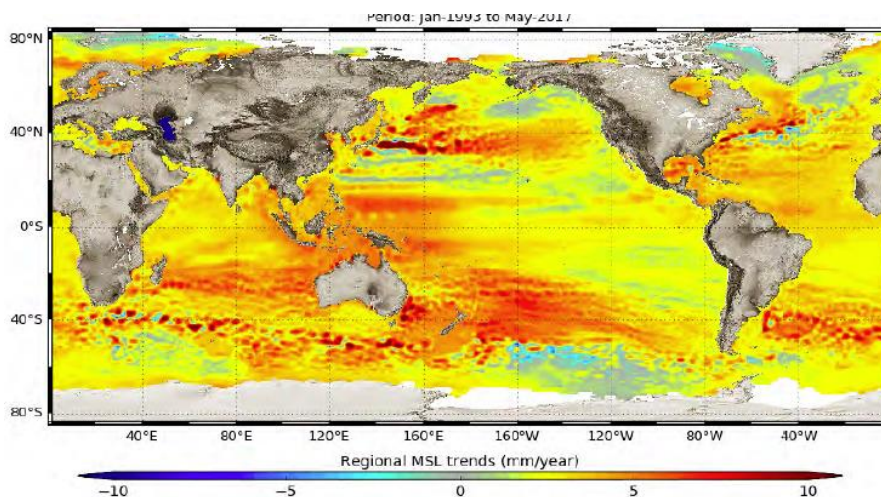 Period: Jan-1993 to May-2017
80°N
40°N
0°S
40°S
80°S
40°E 80°E 120°E 160°E 160°W 120°W 80°W 40°W
Regional MSL trends (mm/year)
−10 −5 0 5 10